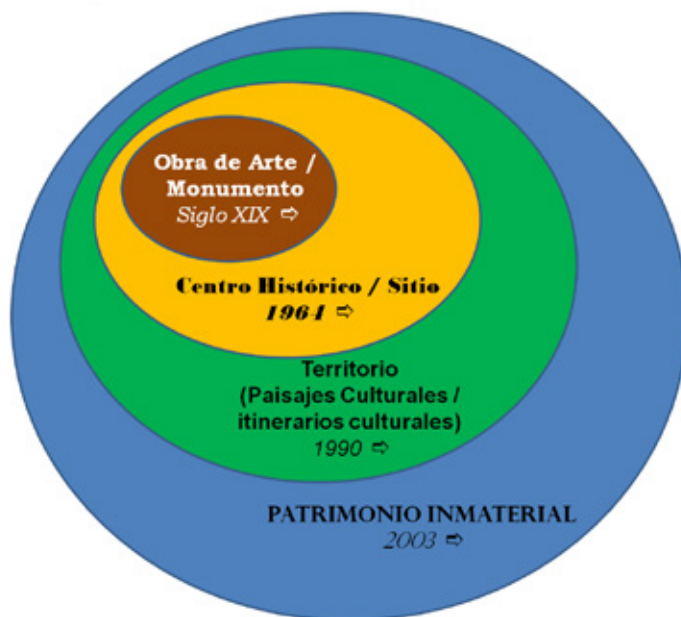 Obra de Arte /
Monumento
Siglo XIX ⇨
Centro Histórico / Sitio
1964 ⇨
Territorio
(Paisajes Culturales /
itinerarios culturales)
1990 ⇨
PATRIMONIO INMATERIAL
2003 ⇨